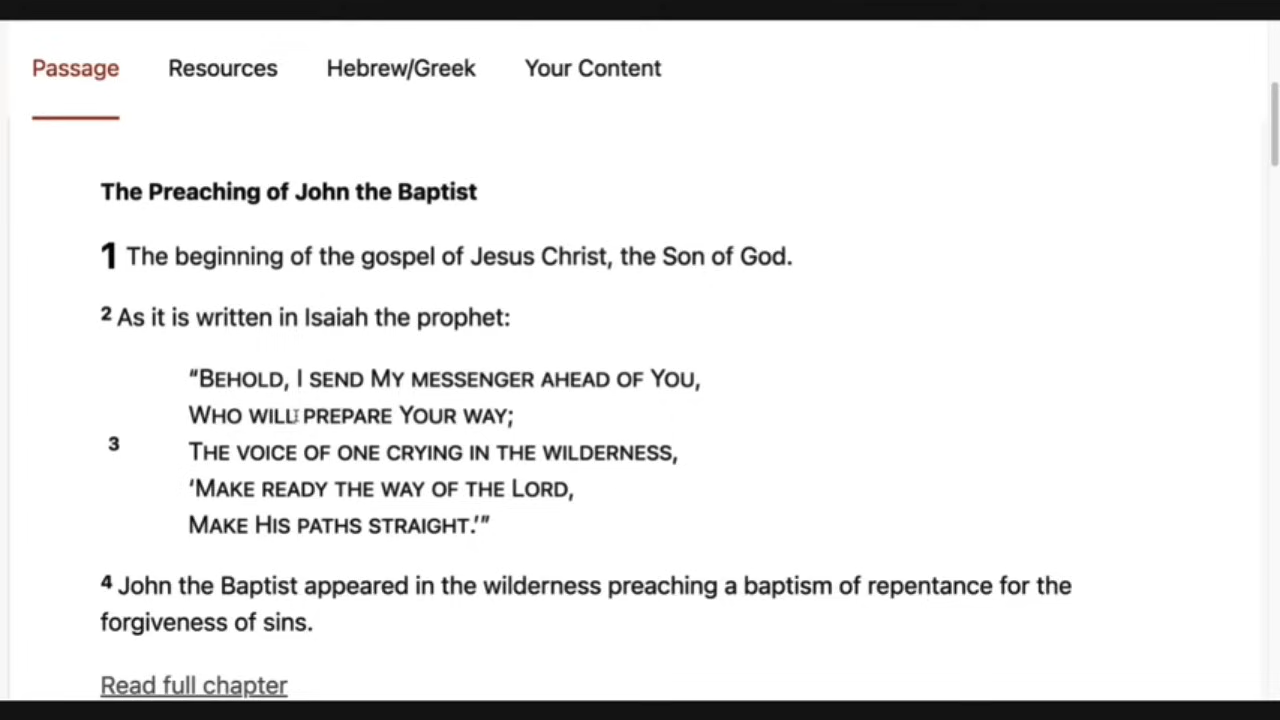 Passage Resources Hebrew/Greek Your Content
The Preaching of John the Baptist
1 The beginning of the gospel of Jesus Christ, the Son of God.
2 As it is written in Isaiah the prophet:
“Behold, I send My messenger ahead of You,
Who will prepare Your way;
3 The voice of one crying in the wilderness,
‘Make ready the way of the Lord,
Make His paths straight.’”
4 John the Baptist appeared in the wilderness preaching a baptism of repentance for the
forgiveness of sins.
Read full chapter